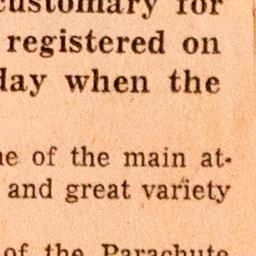 customary for
registered on
day when the
of the main at-
and great variety
of the Parachute